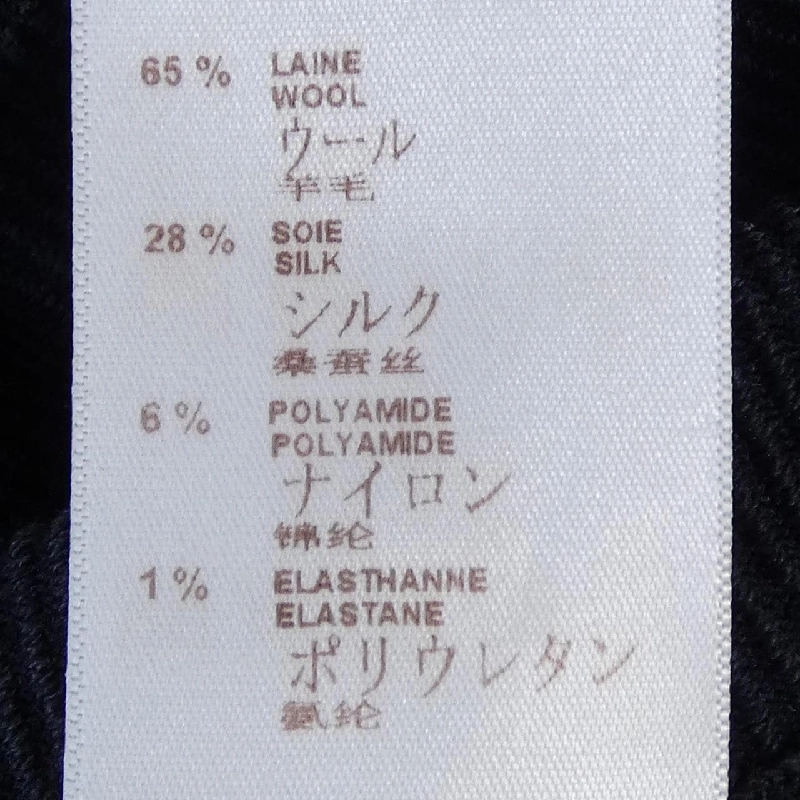 65 % LAINE
WOOL
ウール
羊毛
28 % SOIE
SILK
シルク
桑蚕丝
6 % POLYAMIDE
POLYAMIDE
ナイロン
锦纶
1 % ELASTHANNE
ELASTANE
ポリウレタン
氨纶